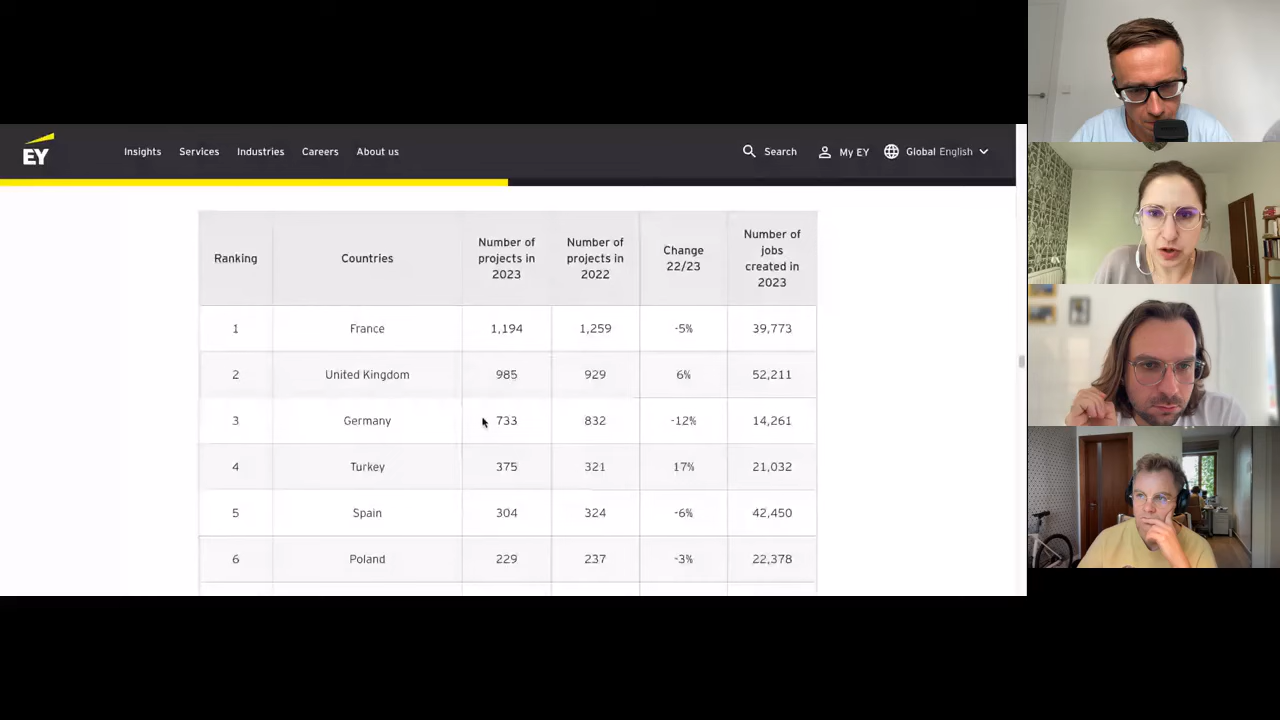 EY
Insights Services Industries Careers About us Search My EY Global English
Ranking Countries Number of projects in 2023 Number of projects in 2022 Change 22/23 Number of jobs created in 2023
1 France 1,194 1,259 -5% 39,773
2 United Kingdom 985 929 6% 52,211
3 Germany 733 832 -12% 14,261
4 Turkey 375 321 17% 21,032
5 Spain 304 324 -6% 42,450
6 Poland 229 237 -3% 22,378